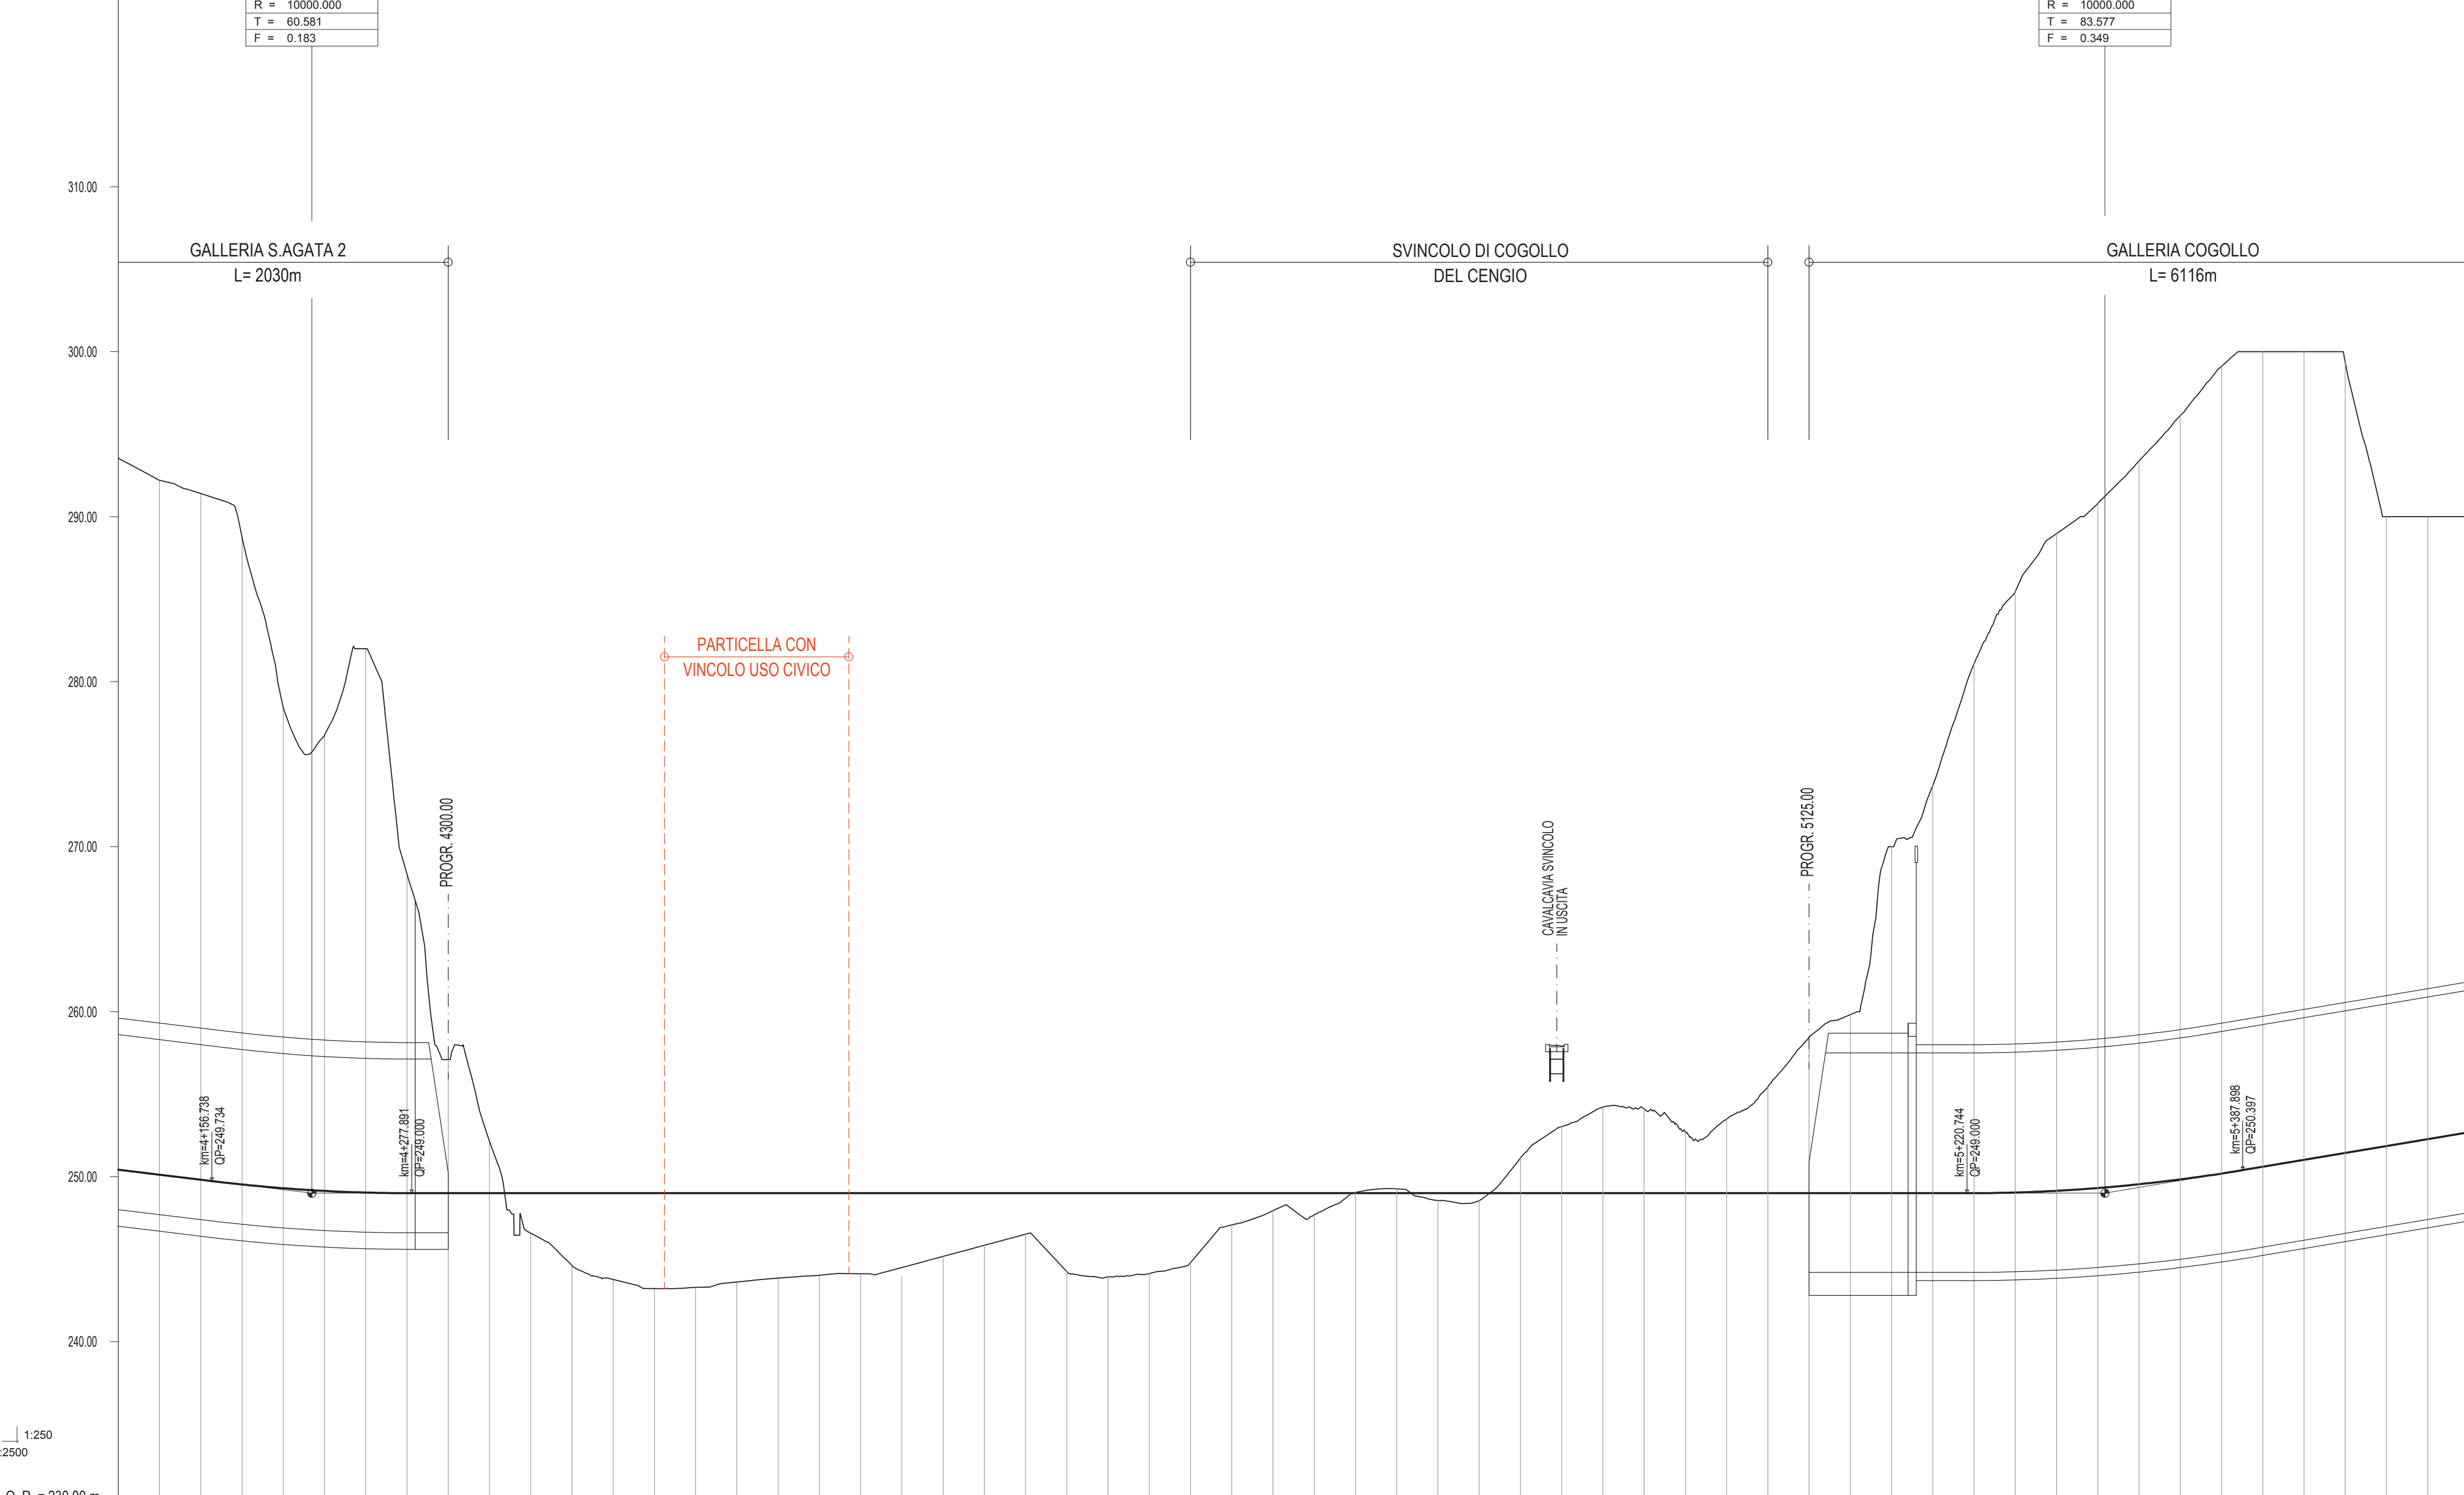 R = 10000.000
T = 60.581
F = 0.183
R = 10000.000
T = 83.577
F = 0.349
310.00
GALLERIA S.AGATA 2
L= 2030m
SVINCOLO DI COGOLLO
DEL CENGIO
GALLERIA COGOLLO
L= 6116m
300.00
290.00
PARTICELLA CON
VINCOLO USO CIVICO
280.00
270.00
PROGR. 4300.00
CAVALCAVIA SVINCOLO
IN USCITA
PROGR. 5125.00
260.00
km=4+156.738
QP=249.734
km=4+277.891
QP=249.000
km=5+220.744
QP=249.000
km=5+387.898
QP=250.397
250.00
240.00
1:250
:2500